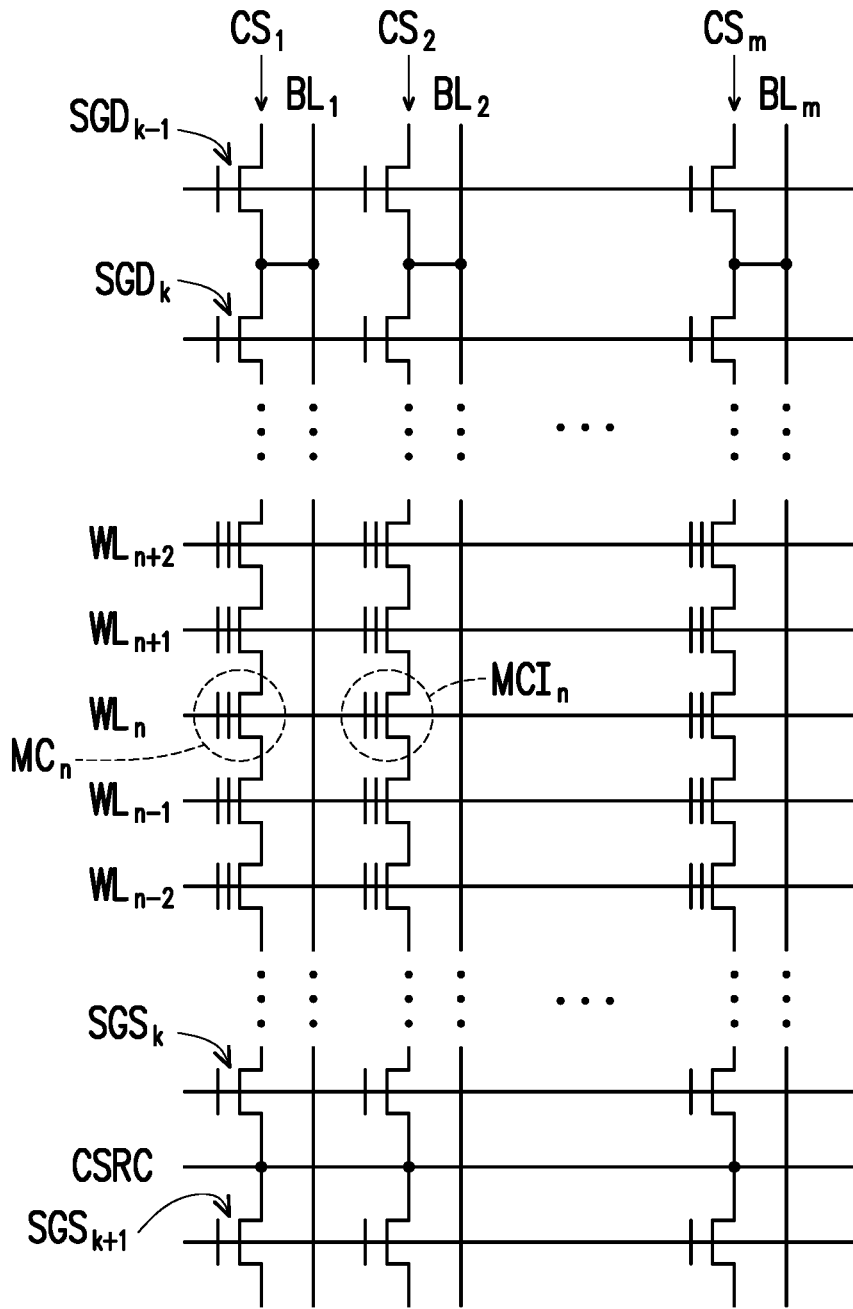 CS1 CS2 CSm
BL1 BL2 BLm
SGDk-1
SGDk
WLn+2
WLn+1
MCIn
WLn
MCn
WLn-1
WLn-2
SGSk
CSRC
SGSk+1